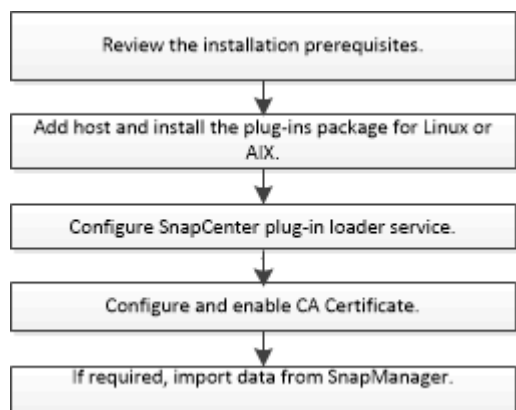 Review the installation prerequisites.
Add host and install the plug-ins package for Linux or
AIX.
Configure SnapCenter plug-in loader service.
Configure and enable CA Certificate.
If required, import data from SnapManager.